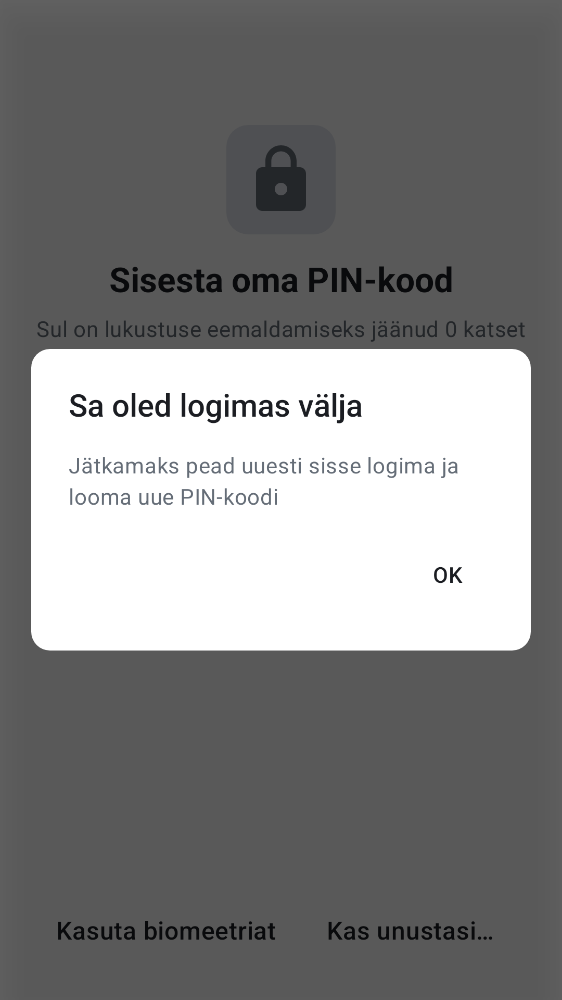 Sisesta oma PIN-kood
Sul on lukustuse eemaldamiseks jäänud 0 katset
Sa oled logimas välja
Jätkamaks pead uuesti sisse logima ja
looma uue PIN-koodi
OK
Kasuta biomeetriat
Kas unustasi...